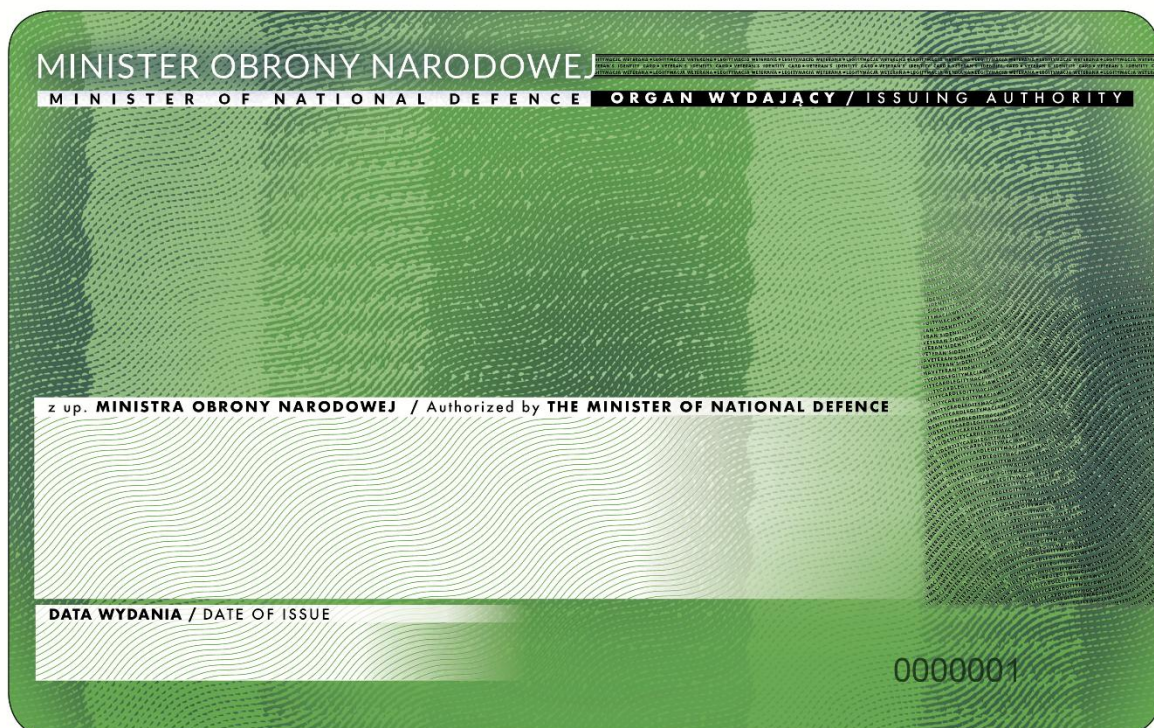 MINISTER OBRONY NARODOWEJ
MINISTER OF NATIONAL DEFENCE ORGAN WYDAJĄCY / ISSUING AUTHORITY
z up. MINISTRA OBRONY NARODOWEJ / Authorized by THE MINISTER OF NATIONAL DEFENCE
DATA WYDANIA / DATE OF ISSUE
0000001